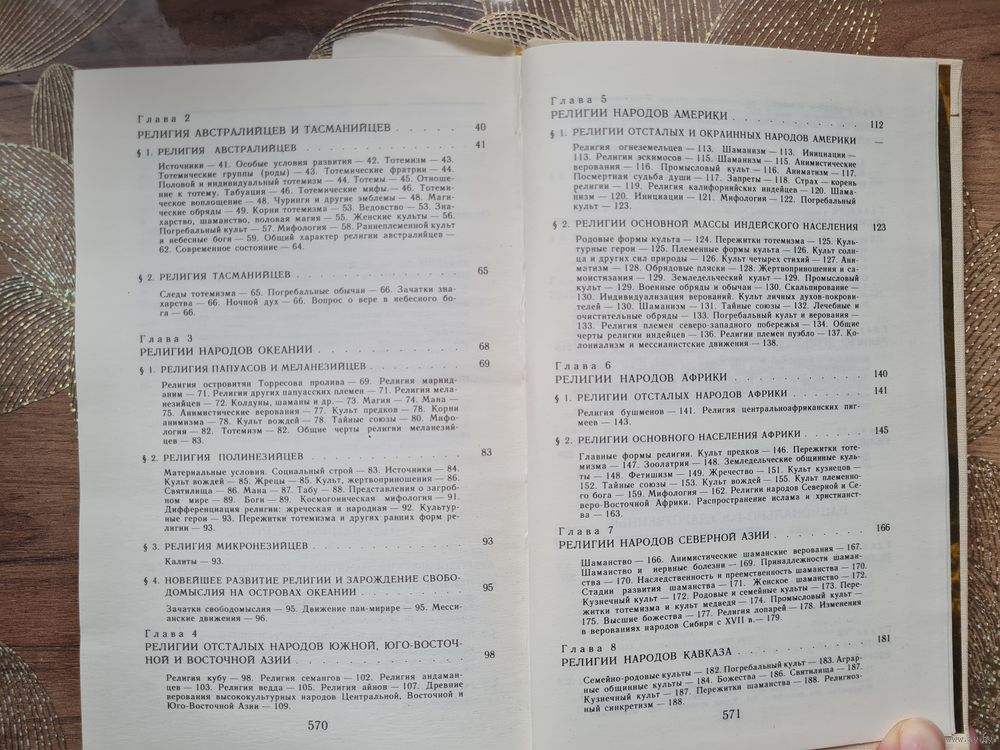 Глава 2
РЕЛИГИЯ АВСТРАЛИЙЦЕВ И ТАСМАНИЙЦЕВ . . . . . . 40
§ 1. РЕЛИГИЯ АВСТРАЛИЙЦЕВ . . . . . . . . . . 41
Источники — 41. Особые условия развития — 42. Тотемизм — 43.
Тотемические группы (роды) — 43. Тотемические фратрии — 44.
Половой и индивидуальный тотемизм — 44. Тотемы — 45. Отноше-
ние к тотему. Табуация — 46. Тотемические мифы. — 46. Тотеми-
ческое воплощение — 48. Чуринги и другие эмблемы — 48. Маги-
ческие обряды — 49. Корни тотемизма — 53. Ведовство — 53. Зна-
харство, шаманство, половая магия — 55. Женские культы — 56.
Погребальный культ — 57. Мифология — 58. Раннеплеменной культ
и небесные боги — 59. Общий характер религии австралийцев —
62. Современное состояние — 64.
§ 2. РЕЛИГИЯ ТАСМАНИЙЦЕВ . . . . . . . . . . 65
Следы тотемизма — 65. Погребальные обычаи — 66. Зачатки зна-
харства — 66. Ночной дух — 66. Вопрос о вере в небесного бо-
га — 66.
Глава 3
РЕЛИГИИ НАРОДОВ ОКЕАНИИ . . . . . . . . . . 68
§ 1. РЕЛИГИЯ ПАПУАСОВ И МЕЛАНЕЗИЙЦЕВ . . . . . . . 69
Религия островитян Торресова пролива — 69. Религия маринд-
аним — 71. Религии других папуасских племен — 71. Религия мела-
незийцев — 72. Колдуны, шаманы и др. — 73. Магия — 74. Мана —
75. Анимистические верования — 77. Культ предков — 78. Корни
анимизма — 78. Культ вождей — 78. Тайные союзы — 80. Мифо-
логия — 82. Тотемизм — 82. Общие черты религии меланезий-
цев — 83.
§ 2. РЕЛИГИЯ ПОЛИНЕЗИЙЦЕВ . . . . . . . . . . 83
Материальные условия. Социальный строй — 83. Источники — 84.
Культ вождей — 85. Жрецы — 85. Культ, жертвоприношения — 86.
Святилища — 86. Мана — 87. Табу — 88. Представления о загроб-
ном мире — 89. Боги — 89. Космогоническая мифология — 91.
Дифференциация религии: жреческая и народная — 92. Культур-
ные герои — 93. Пережитки тотемизма и других ранних форм ре-
лигии — 93.
§ 3. РЕЛИГИЯ МИКРОНЕЗИЙЦЕВ . . . . . . . . . . 93
Калиты — 93.
§ 4. НОВЕЙШЕЕ РАЗВИТИЕ РЕЛИГИИ И ЗАРОЖДЕНИЕ СВОБО-
ДОМЫСЛИЯ НА ОСТРОВАХ ОКЕАНИИ . . . . . . . 95
Зачатки свободомыслия — 95. Движение паи-мирире — 95. Месси-
анские движения — 96.
Глава 4
РЕЛИГИИ ОТСТАЛЫХ НАРОДОВ ЮЖНОЙ, ЮГО-ВОСТОЧ-
НОЙ И ВОСТОЧНОЙ АЗИИ . . . . . . . . . . 98
Религия кубу — 98. Религия семангов — 102. Религия андаман-
цев — 103. Религия ведда — 105. Религия айнов — 107. Древние
верования высококультурных народов Центральной, Восточной и
Юго-Восточной Азии — 109.
570
Глава 5
РЕЛИГИИ НАРОДОВ АМЕРИКИ . . . . . . . . . . 112
§ 1. РЕЛИГИИ ОТСТАЛЫХ И ОКРАИННЫХ НАРОДОВ АМЕРИКИ —
Религия огнеземельцев — 113. Шаманизм — 113. Инициации —
113. Религия эскимосов — 115. Шаманизм — 115. Анимистические
верования — 116. Промысловый культ — 116. Аниматизм — 117.
Посмертная судьба души — 117. Запреты — 118. Страх — корень
религии — 119. Религия калифорнийских индейцев — 120. Шама-
низм — 120. Инициации — 121. Мифология — 122. Погребальный
культ — 123.
§ 2. РЕЛИГИИ ОСНОВНОЙ МАССЫ ИНДЕЙСКОГО НАСЕЛЕНИЯ 123
Родовые формы культа — 124. Пережитки тотемизма — 125. Куль-
турные герои — 125. Племенные формы культа — 126. Культ солн-
ца и других сил природы — 126. Культ четырех стихий — 127. Ани-
матизм — 128. Обрядовые пляски — 128. Жертвоприношения и са-
моистязания — 129. Земледельческий культ — 129. Промысловый
культ — 129. Военные обряды и обычаи — 130. Скальпирование —
130. Индивидуализация верований. Культ личных духов-покрови-
телей — 130. Шаманизм — 131. Тайные союзы — 132. Лечебные и
очистительные обряды — 133. Погребальный культ и верования —
133. Религия племен северо-западного побережья — 134. Общие
черты религии индейцев — 136. Религии племен пуэбло — 137. Ко-
лониализм и мессианистские движения — 138.
Глава 6
РЕЛИГИИ НАРОДОВ АФРИКИ . . . . . . . . . . 140
§ 1. РЕЛИГИИ ОТСТАЛЫХ НАРОДОВ АФРИКИ . . . . . . 141
Религия бушменов — 141. Религия центральноафриканских пиг-
меев — 143.
§ 2. РЕЛИГИИ ОСНОВНОГО НАСЕЛЕНИЯ АФРИКИ . . . . . 145
Главные формы религии. Культ предков — 146. Пережитки тоте-
мизма — 147. Зоолатрия — 148. Земледельческие общинные куль-
ты — 148. Фетишизм — 149. Жречество — 151. Культ кузнецов —
152. Тайные союзы — 153. Культ вождей — 155. Культ племенно-
го бога — 159. Мифология — 162. Религии народов Северной и Се-
веро-Восточной Африки. Распространение ислама и христианст-
ва — 163.
Глава 7
РЕЛИГИИ НАРОДОВ СЕВЕРНОЙ АЗИИ . . . . . . . 166
Шаманство — 166. Анимистические шаманские верования — 167.
Шаманство и нервные болезни — 169. Принадлежности шаман-
ства — 170. Наследственность и преемственность шаманства — 170.
Стадии развития шаманства — 171. Женское шаманство — 172.
Кузнечный культ — 172. Родовые и семейные культы — 173. Пере-
житки тотемизма и культ медведя — 174. Промысловый культ —
175. Высшие божества — 177. Религия лопарей — 178. Изменения
в верованиях народов Сибири с XVII в.— 179.
Глава 8
РЕЛИГИИ НАРОДОВ КАВКАЗА . . . . . . . . . . 181
Семейно-родовые культы — 182. Погребальный культ — 183. Аграр-
ные общинные культы — 184. Божества — 186. Святилища — 187.
Кузнечный культ — 187. Пережитки шаманства — 188. Религиоз-
ный синкретизм — 188.
571